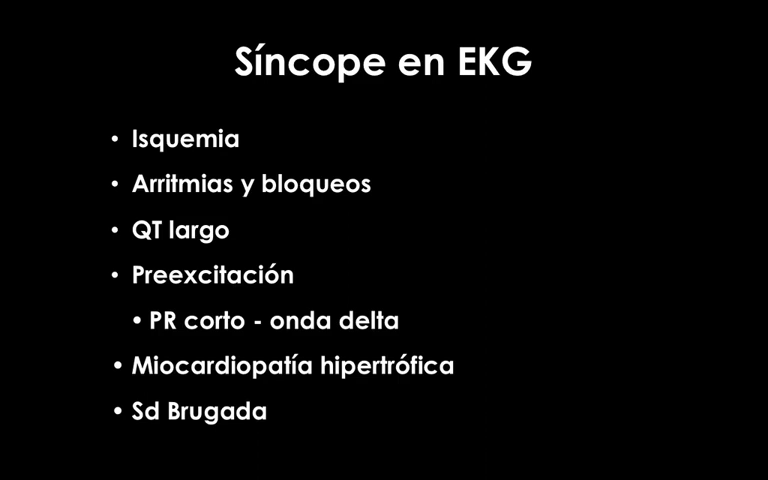 Síncope en EKG
• Isquemia
• Arritmias y bloqueos
• QT largo
• Preexcitación
• PR corto - onda delta
• Miocardiopatía hipertrófica
• Sd Brugada